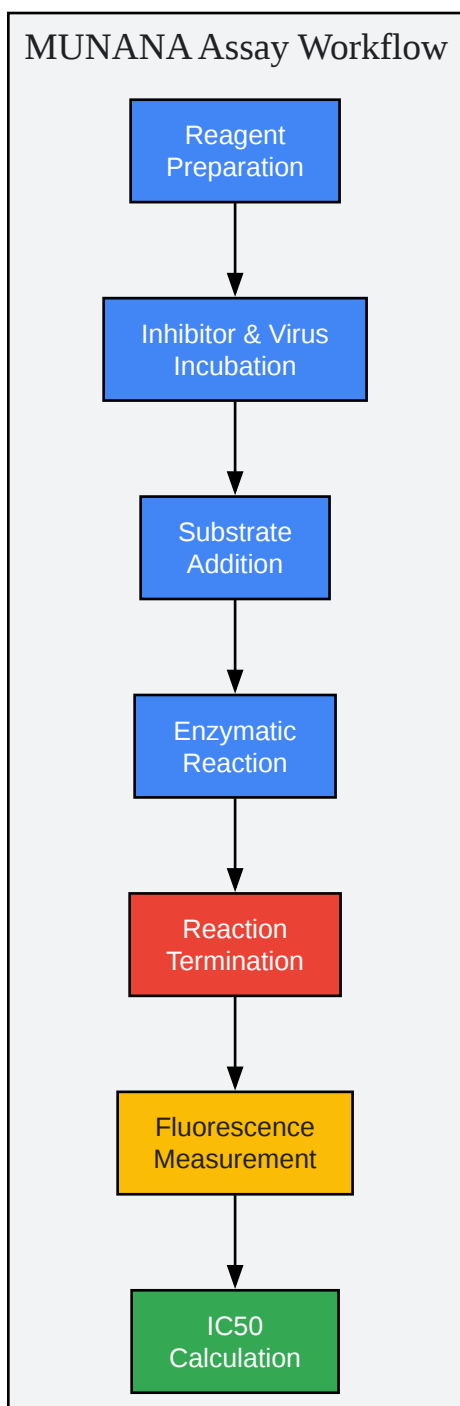 MUNANA Assay Workflow
Reagent
Preparation
Inhibitor & Virus
Incubation
Substrate
Addition
Enzymatic
Reaction
Reaction
Termination
Fluorescence
Measurement
IC50
Calculation